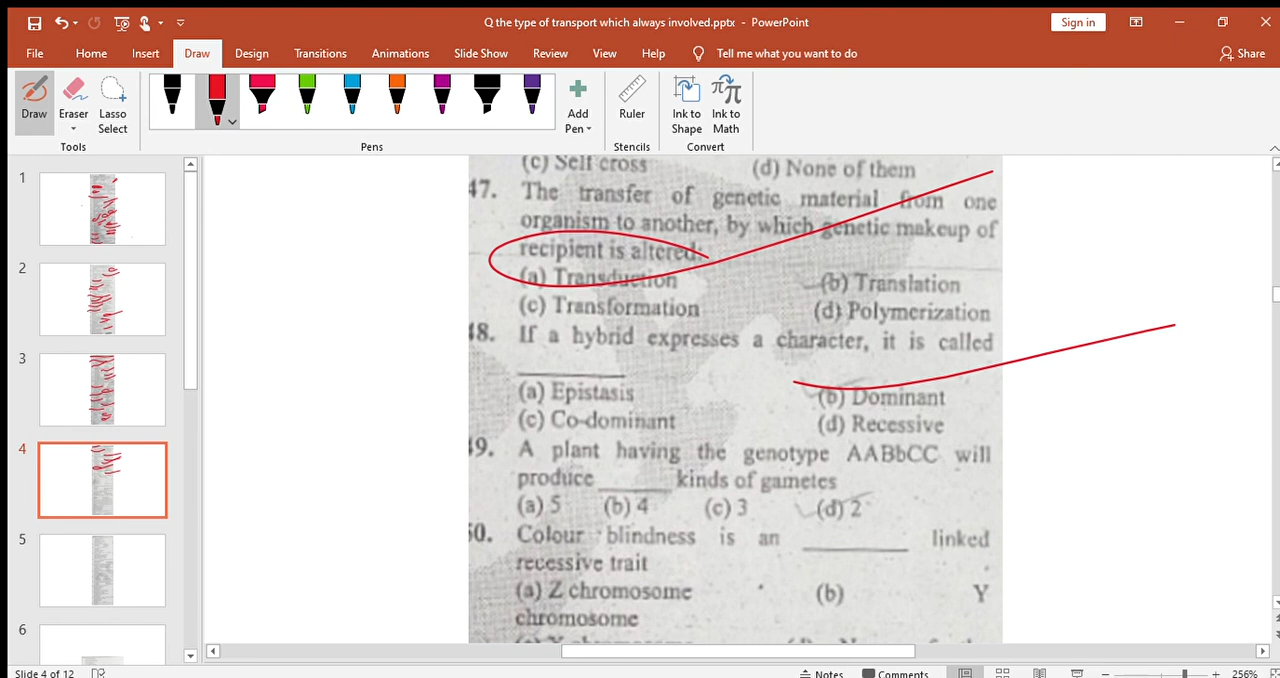 Q the type of transport which always involved.pptx - PowerPoint
Sign in
File Home Insert Draw Design Transitions Animations Slide Show Review View Help Tell me what you want to do
Share
Draw Eraser Lasso Select
Add Pen
Ruler
Ink to Shape
Ink to Math
Tools
Pens
Stencils
Convert
1
2
3
4
5
6
(c) Self cross (d) None of them
47. The transfer of genetic material from one
organism to another, by which genetic makeup of
recipient is altered:
(a) Transduction (b) Translation
(c) Transformation (d) Polymerization
48. If a hybrid expresses a character, it is called
(a) Epistasis (b) Dominant
(c) Co-dominant (d) Recessive
49. A plant having the genotype AABbCC will
produce ______ kinds of gametes
(a) 5 (b) 4 (c) 3 (d) 2
50. Colour blindness is an ________ linked
recessive trait
(a) Z chromosome (b) Y
chromosome
Slide 4 of 12
Notes
Comments
256%